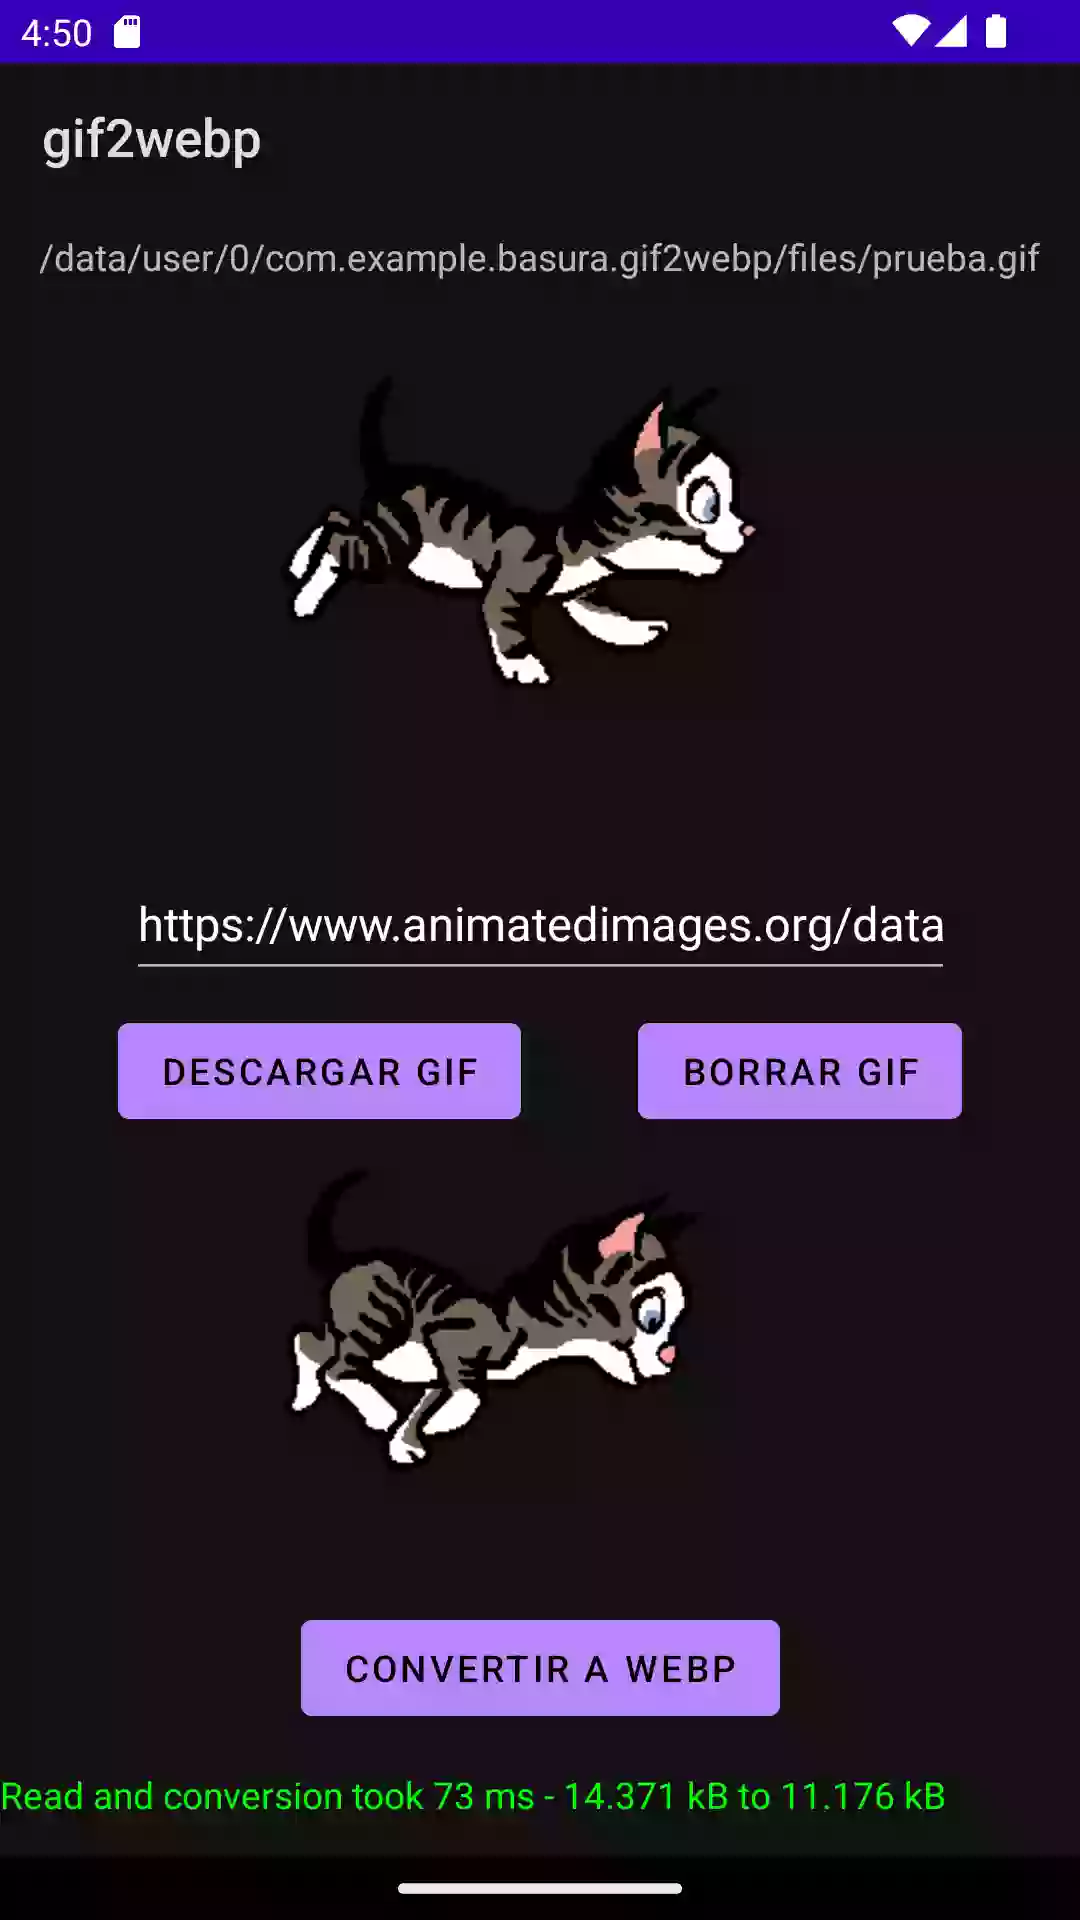 4:50
gif2webp
/data/user/0/com.example.basura.gif2webp/files/prueba.gif
https://www.animatedimages.org/data
DESCARGAR GIF
BORRAR GIF
CONVERTIR A WEBP
Read and conversion took 73 ms - 14.371 kB to 11.176 kB